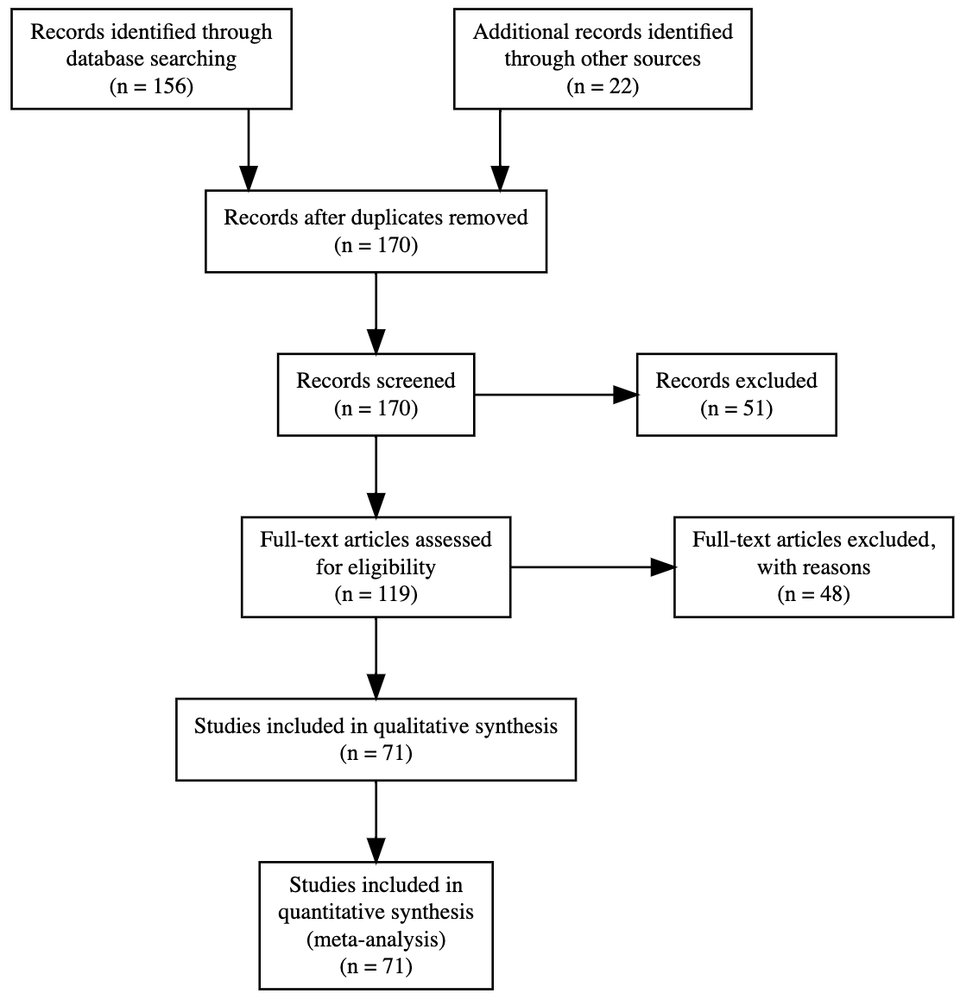 Records identified through
database searching
(n = 156)
Additional records identified
through other sources
(n = 22)
Records after duplicates removed
(n = 170)
Records screened
(n = 170)
Records excluded
(n = 51)
Full-text articles assessed
for eligibility
(n = 119)
Full-text articles excluded,
with reasons
(n = 48)
Studies included in qualitative synthesis
(n = 71)
Studies included in
quantitative synthesis
(meta-analysis)
(n = 71)